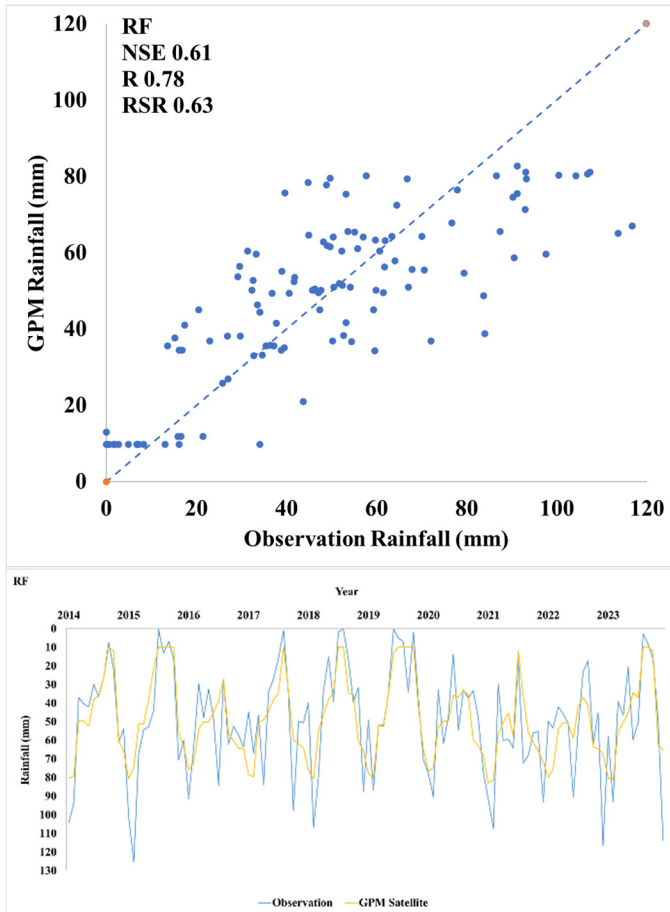 120
RF
NSE 0.61
R 0.78
RSR 0.63
100
80
60
40
20
0
GPM Rainfall (mm)
0 20 40 60 80 100 120
Observation Rainfall (mm)
RF
Year
2014 2015 2016 2017 2018 2019 2020 2021 2022 2023
0
10
20
30
40
50
60
70
80
90
100
110
120
130
Rainfall (mm)
Observation GPM Satellite